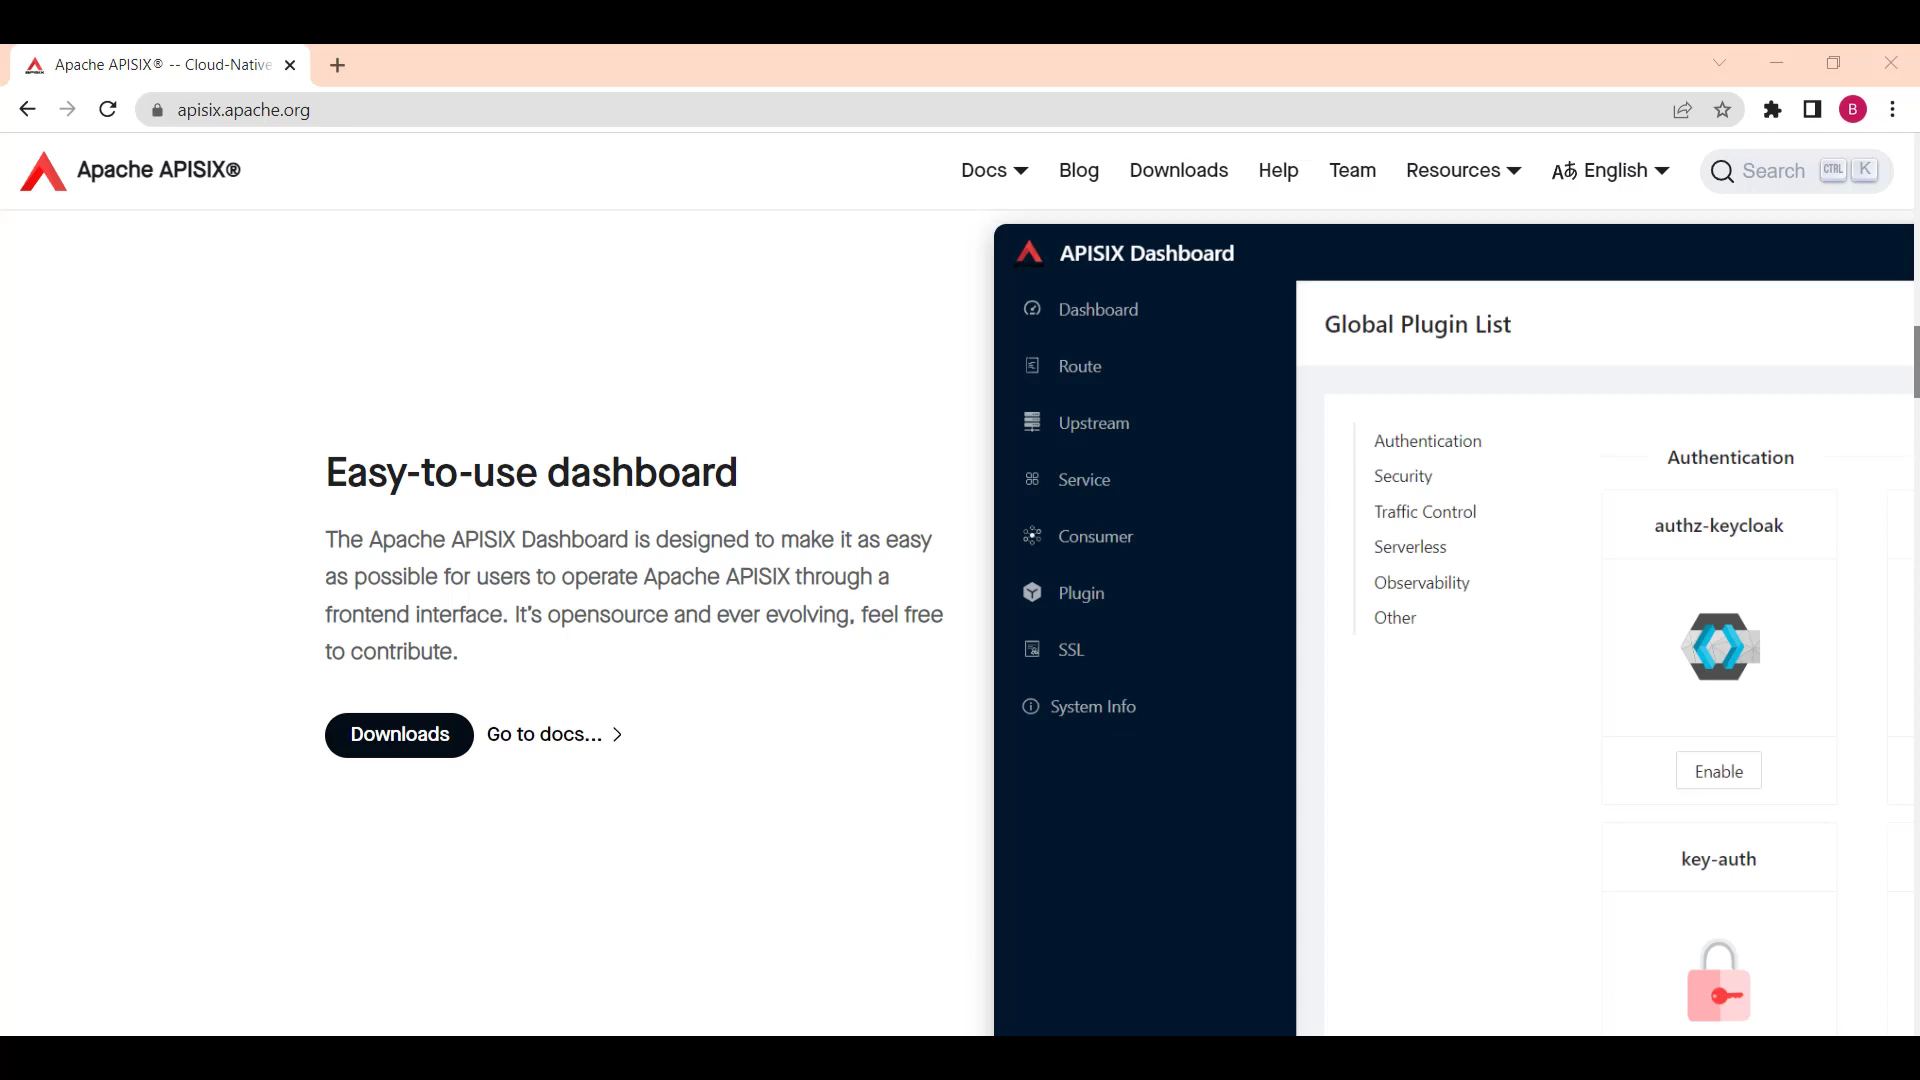 Apache APISIX® -- Cloud-Native
apisix.apache.org
B
Apache APISIX®
Docs
Blog
Downloads
Help
Team
Resources
Aあ English
Search CTRL K
Easy-to-use dashboard
The Apache APISIX Dashboard is designed to make it as easy
as possible for users to operate Apache APISIX through a
frontend interface. It's opensource and ever evolving, feel free
to contribute.
Downloads
Go to docs...
APISIX Dashboard
Dashboard
Route
Upstream
Service
Consumer
Plugin
SSL
System Info
Global Plugin List
Authentication
Security
Traffic Control
Serverless
Observability
Other
Authentication
authz-keycloak
Enable
key-auth